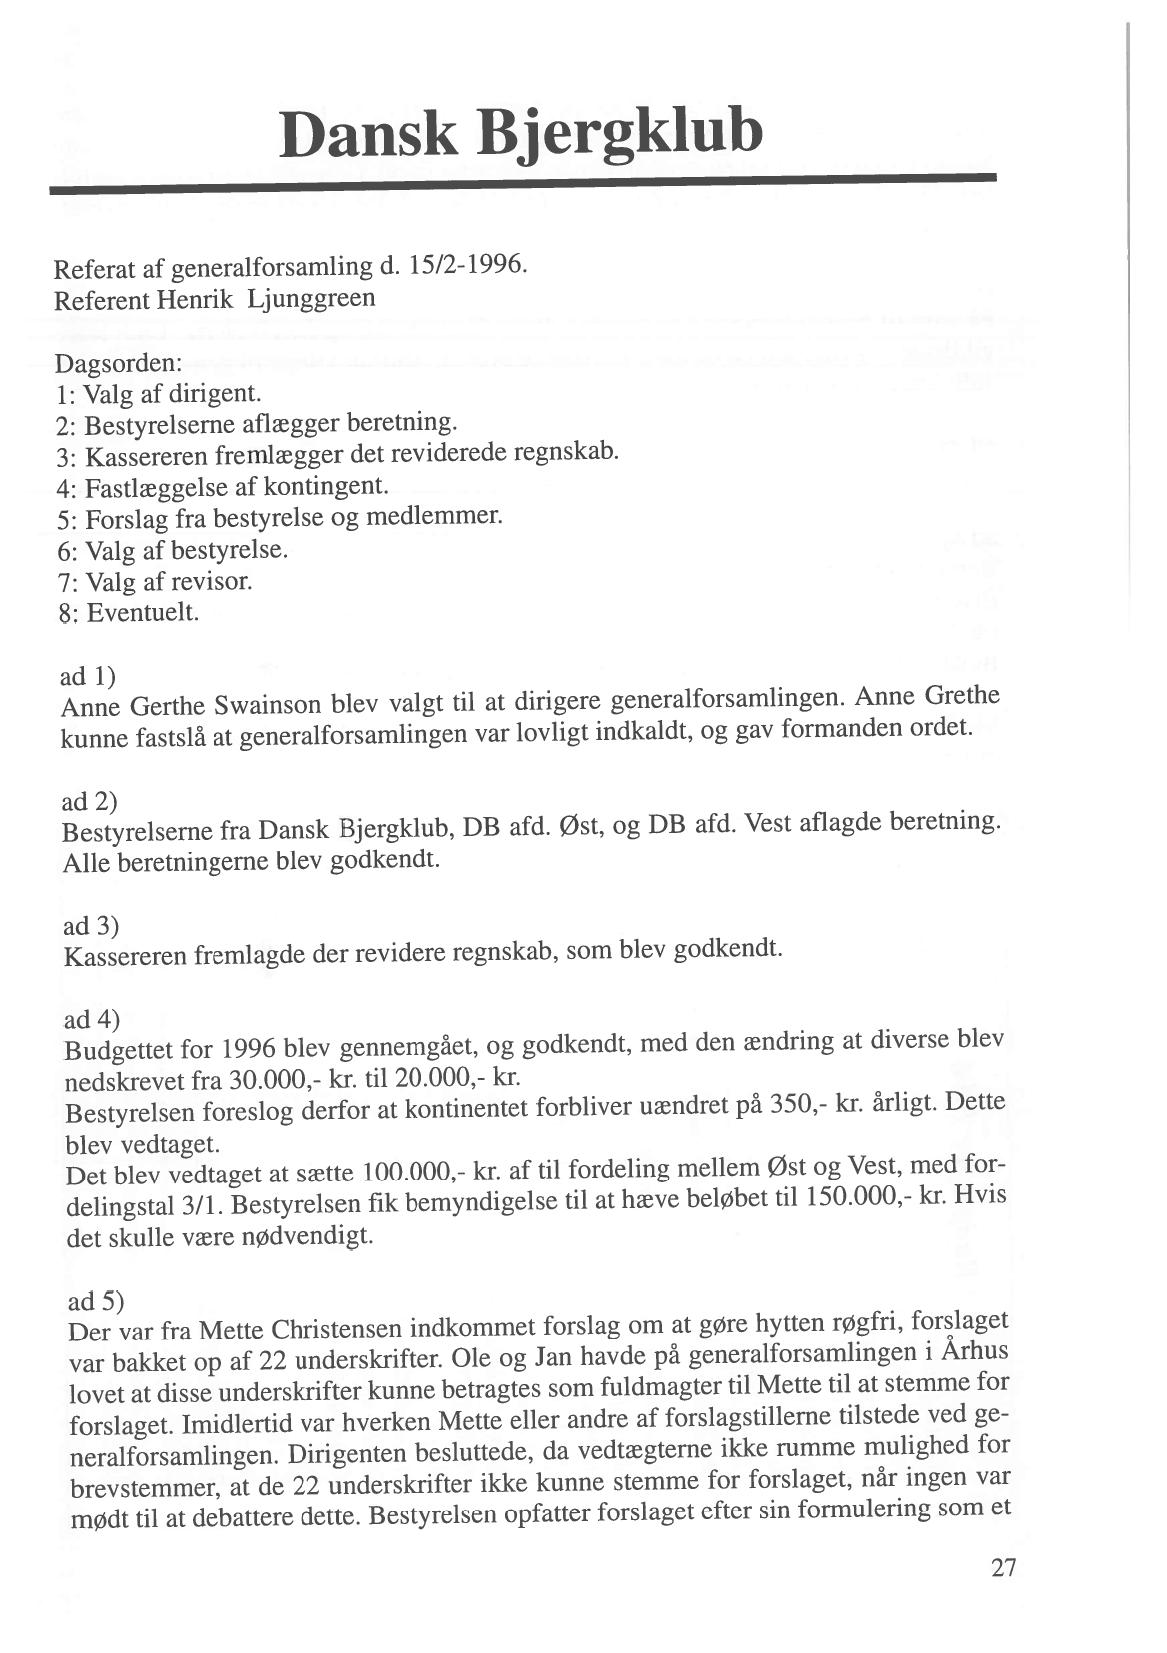 Dansk Bjergklub
Referat af generalforsamling d. 15/2-1996.
Referent Henrik Ljunggreen
Dagsorden:
1: Valg af dirigent.
2: Bestyrelserne aflægger beretning.
3: Kassereren fremlægger det reviderede regnskab.
4: Fastlæggelse af kontingent.
5: Forslag fra bestyrelse og medlemmer.
6: Valg af bestyrelse.
7: Valg af revisor.
8: Eventuelt.
ad 1)
Anne Gerthe Swainson blev valgt til at dirigere generalforsamlingen. Anne Grethe
kunne fastslå at generalforsamlingen var lovligt indkaldt, og gav formanden ordet.
ad 2)
Bestyrelserne fra Dansk Bjergklub, DB afd. Øst, og DB afd. Vest aflagde beretning.
Alle beretningerne blev godkendt.
ad 3)
Kassereren fremlagde der revidere regnskab, som blev godkendt.
ad 4)
Budgettet for 1996 blev gennemgået, og godkendt, med den ændring at diverse blev
nedskrevet fra 30.000,- kr. til 20.000,- kr.
Bestyrelsen foreslog derfor at kontinentet forbliver uændret på 350,- kr. årligt. Dette
blev vedtaget.
Det blev vedtaget at sætte 100.000,- kr. af til fordeling mellem Øst og Vest, med for-
delingstal 3/1. Bestyrelsen fik bemyndigelse til at hæve beløbet til 150.000,- kr. Hvis
det skulle være nødvendigt.
ad 5)
Der var fra Mette Christensen indkommet forslag om at gøre hytten røgfri, forslaget
var bakket op af 22 underskrifter. Ole og Jan havde på generalforsamlingen i Århus
lovet at disse underskrifter kunne betragtes som fuldmagter til Mette til at stemme for
forslaget. Imidlertid var hverken Mette eller andre af forslagstillerne tilstede ved ge-
neralforsamlingen. Dirigenten besluttede, da vedtægterne ikke rumme mulighed for
brevstemmer, at de 22 underskrifter ikke kunne stemme for forslaget, når ingen var
mødt til at debattere dette. Bestyrelsen opfatter forslaget efter sin formulering som et
27